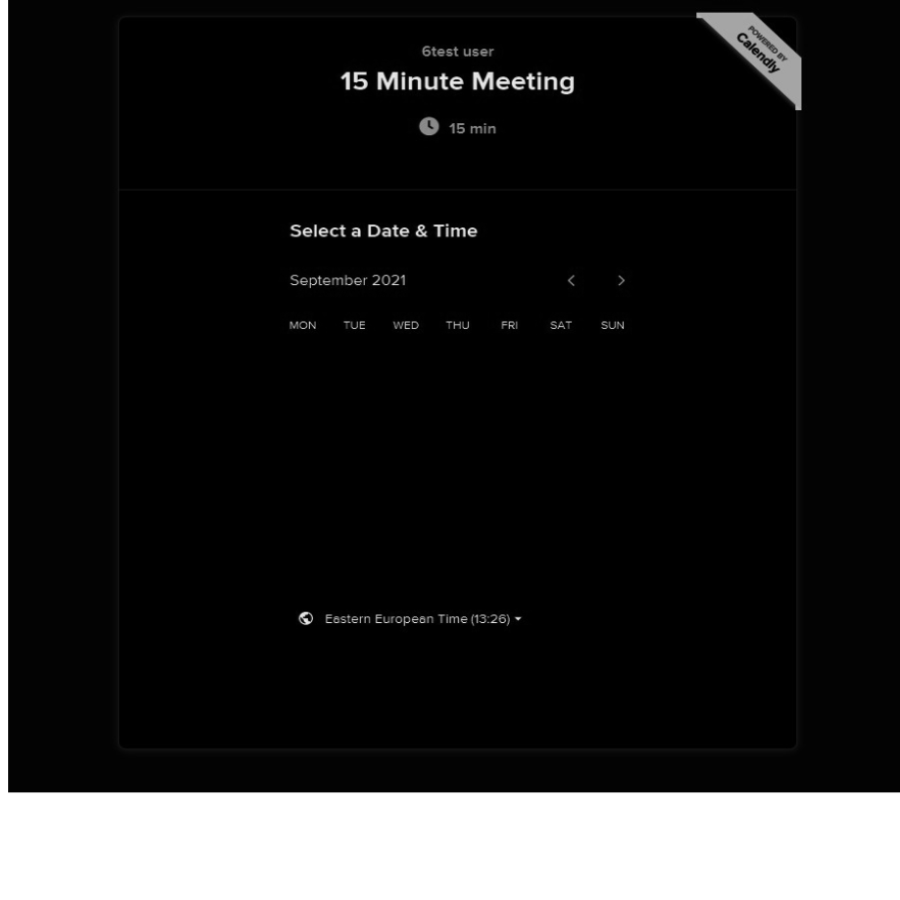 6test user
15 Minute Meeting
15 min
POWERED BY
Calendly
Select a Date & Time
September 2021
MON TUE WED THU FRI SAT SUN
Eastern European Time (13:26)